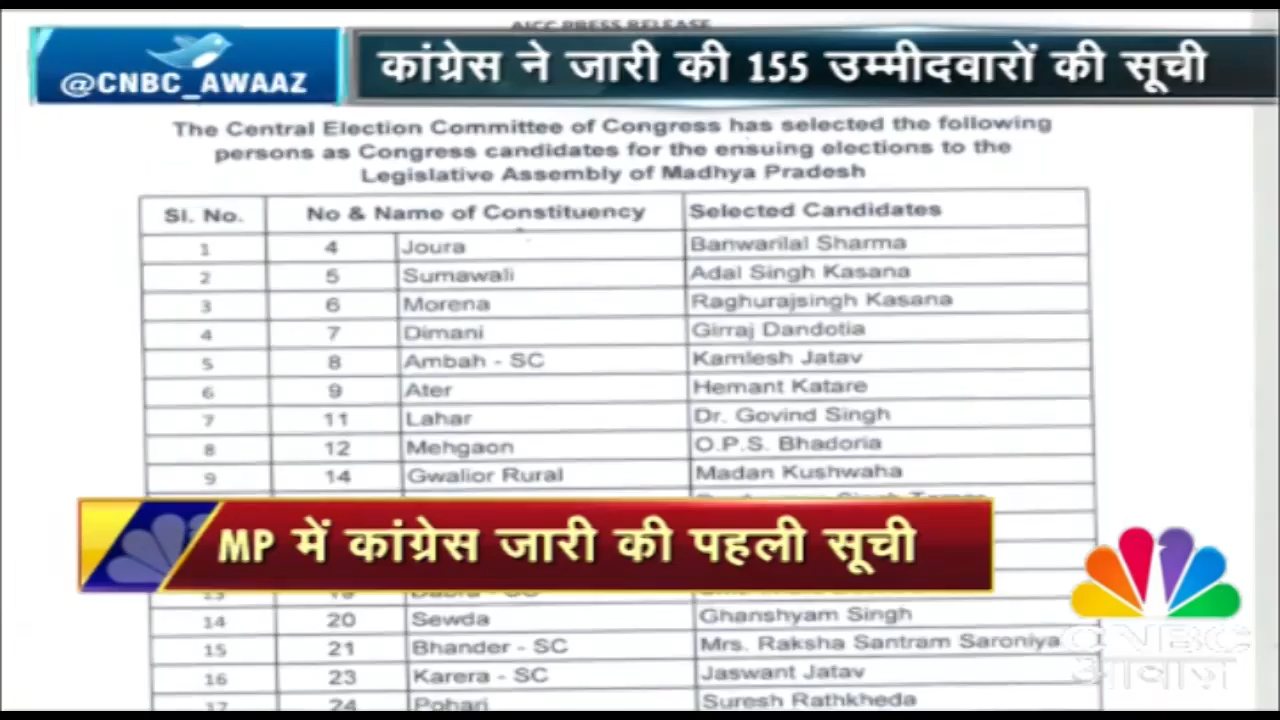 AICC PRESS RELEASE
@CNBC_AWAAZ
कांग्रेस ने जारी की 155 उम्मीदवारों की सूची
The Central Election Committee of Congress has selected the following
persons as Congress candidates for the ensuing elections to the
Legislative Assembly of Madhya Pradesh
Sl. No. No & Name of Constituency Selected Candidates
1 4 Joura Banwarilal Sharma
2 5 Sumawali Adal Singh Kasana
3 6 Morena Raghurajsingh Kasana
4 7 Dimani Girraj Dandotia
5 8 Ambah - SC Kamlesh Jatav
6 9 Ater Hemant Katare
7 11 Lahar Dr. Govind Singh
8 12 Mehgaon O.P.S. Bhadoria
9 14 Gwalior Rural Madan Kushwaha
MP में कांग्रेस जारी की पहली सूची
14 20 Sewda Ghanshyam Singh
15 21 Bhander - SC Mrs. Raksha Santram Saroniya
16 23 Karera - SC Jaswant Jatav
17 24 Pohari Suresh Rathkheda
CNBC
आवाज़